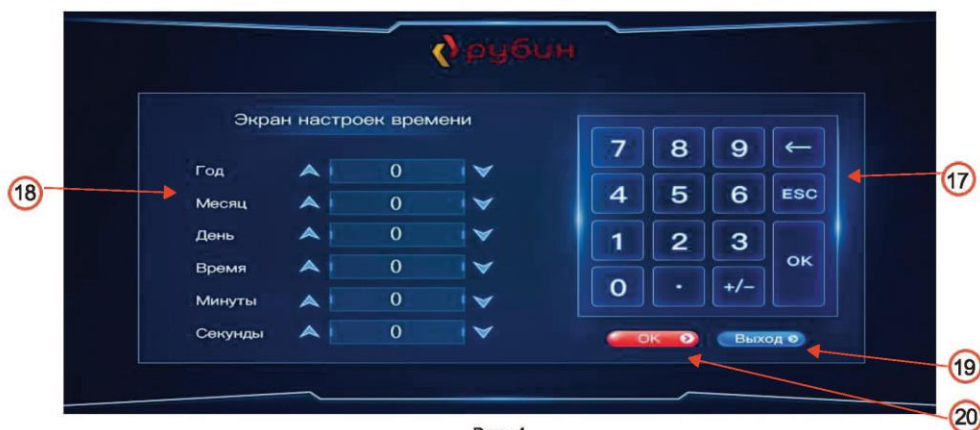 рубин
Экран настроек времени
Год 0
Месяц 0
День 0
Время 0
Минуты 0
Секунды 0
7 8 9 ←
4 5 6 ESC
1 2 3
OK
0 . +/−
OK Выход
18
17
19
20